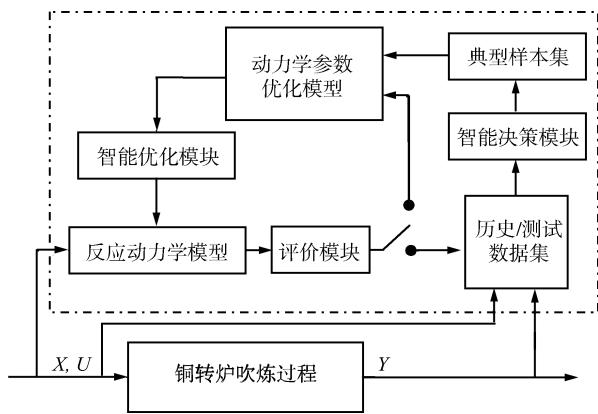 动力学参数
优化模型
典型样本集
智能优化模块
智能决策模块
反应动力学模型
评价模块
历史/测试
数据集
X, U
铜转炉吹炼过程
Y